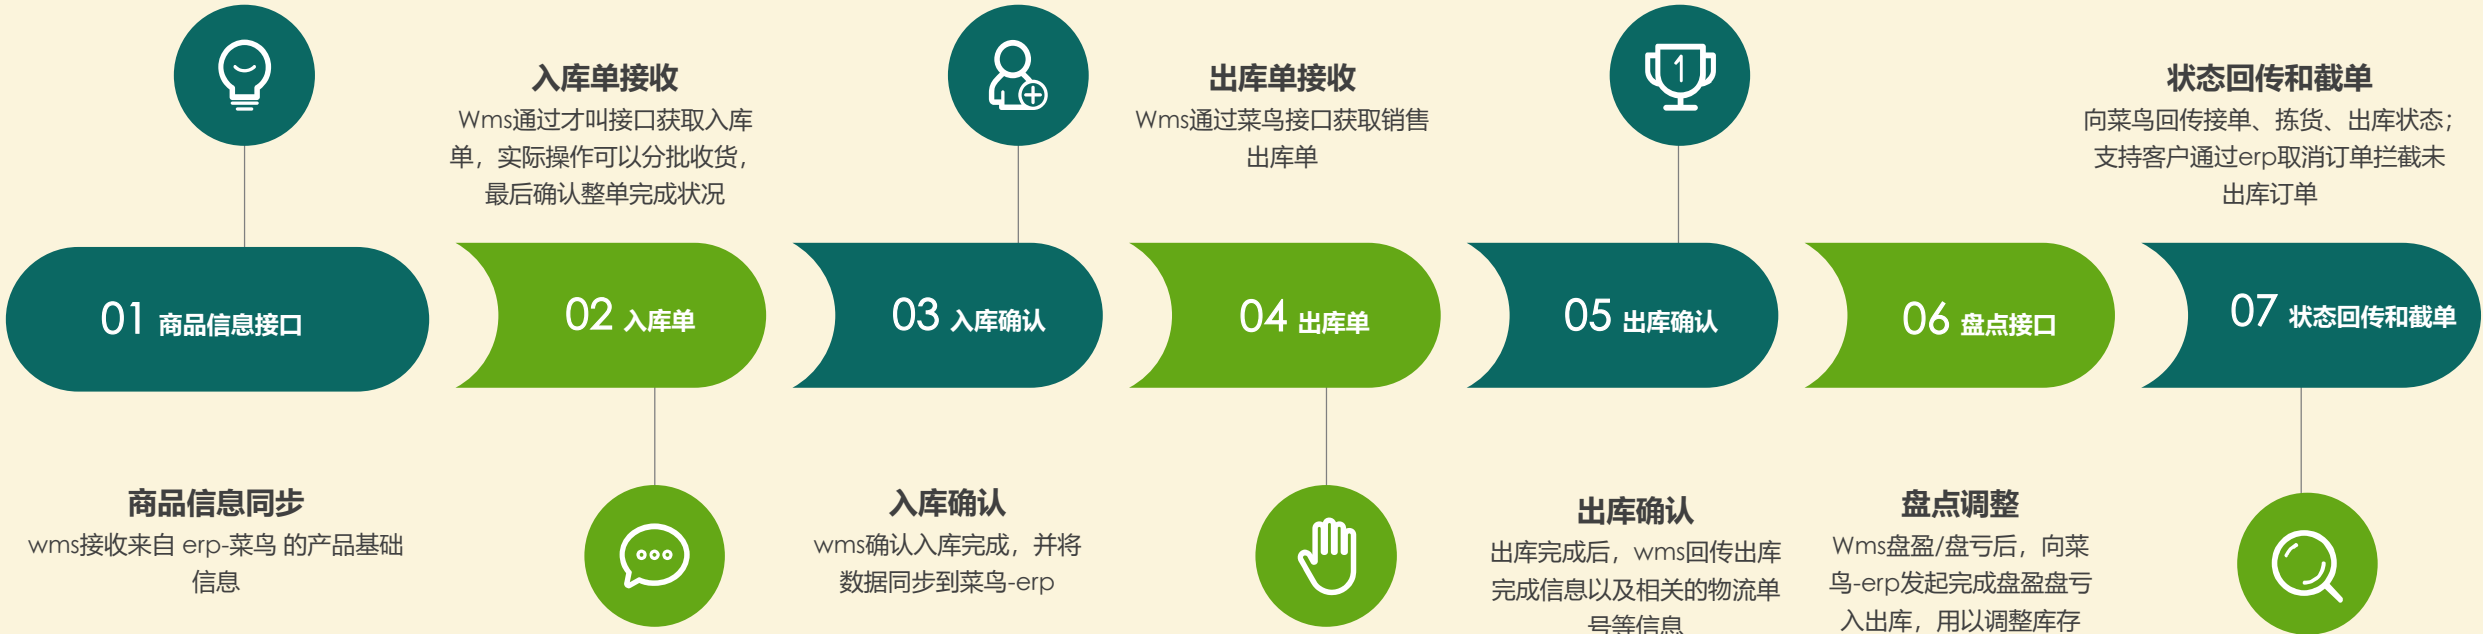 入库单接收
Wms通过才叫接口获取入库
单，实际操作可以分批收货，
最后确认整单完成状况
出库单接收
Wms通过菜鸟接口获取销售
出库单
1
状态回传和截单
向菜鸟回传接单、拣货、出库状态；
支持客户通过erp取消订单拦截未
出库订单
01 商品信息接口
02 入库单
03 入库确认
04 出库单
05 出库确认
06 盘点接口
07 状态回传和截单
商品信息同步
wms接收来自 erp-菜鸟 的产品基础
信息
入库确认
wms确认入库完成，并将
数据同步到菜鸟-erp
出库确认
出库完成后，wms回传出库
完成信息以及相关的物流单
号等信息
盘点调整
Wms盘盈/盘亏后，向菜
鸟-erp发起完成盘盈盘亏
入出库，用以调整库存